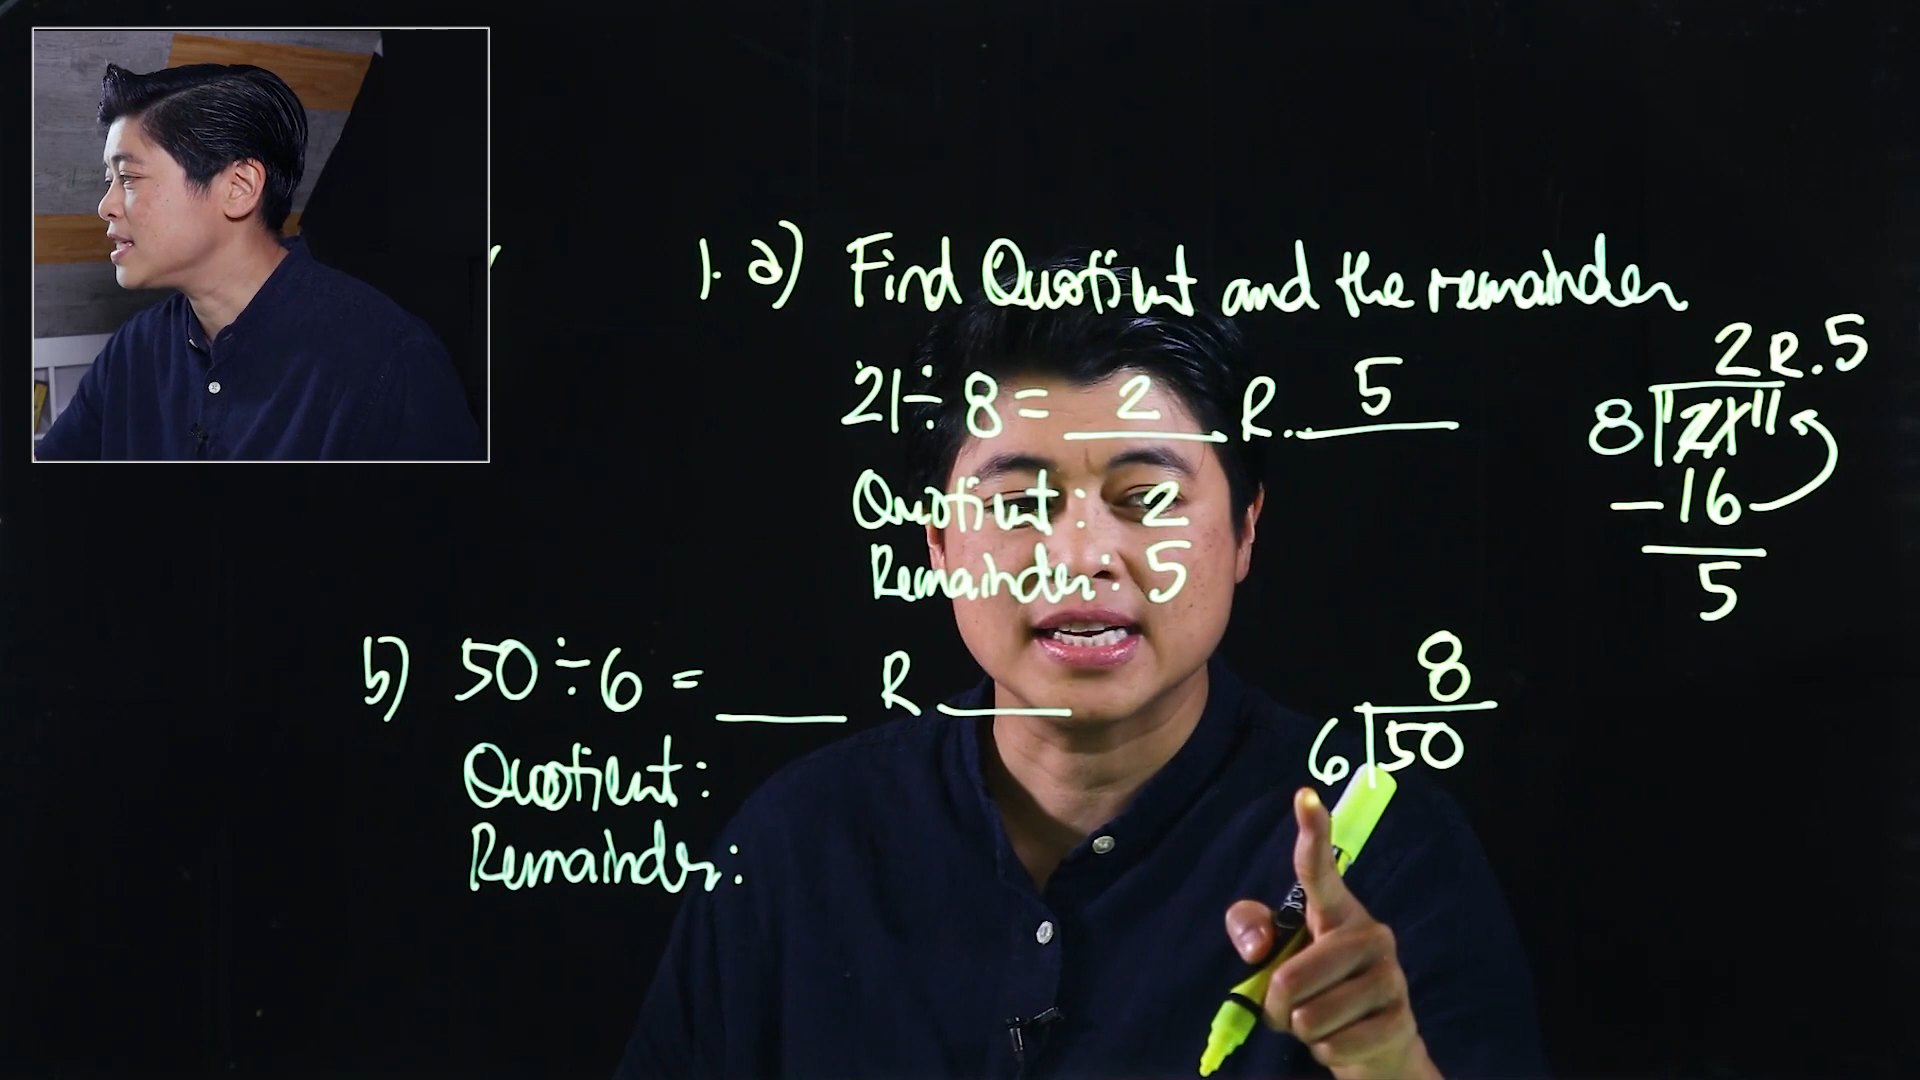 1. a) Find Quotient and the remainder
21 ÷ 8 = 2 R. 5
Quotient: 2
Remainder: 5
2 R. 5
8 21
- 16
5
b) 50 ÷ 6 = ___ R ___
Quotient:
Remainder:
8
6 50